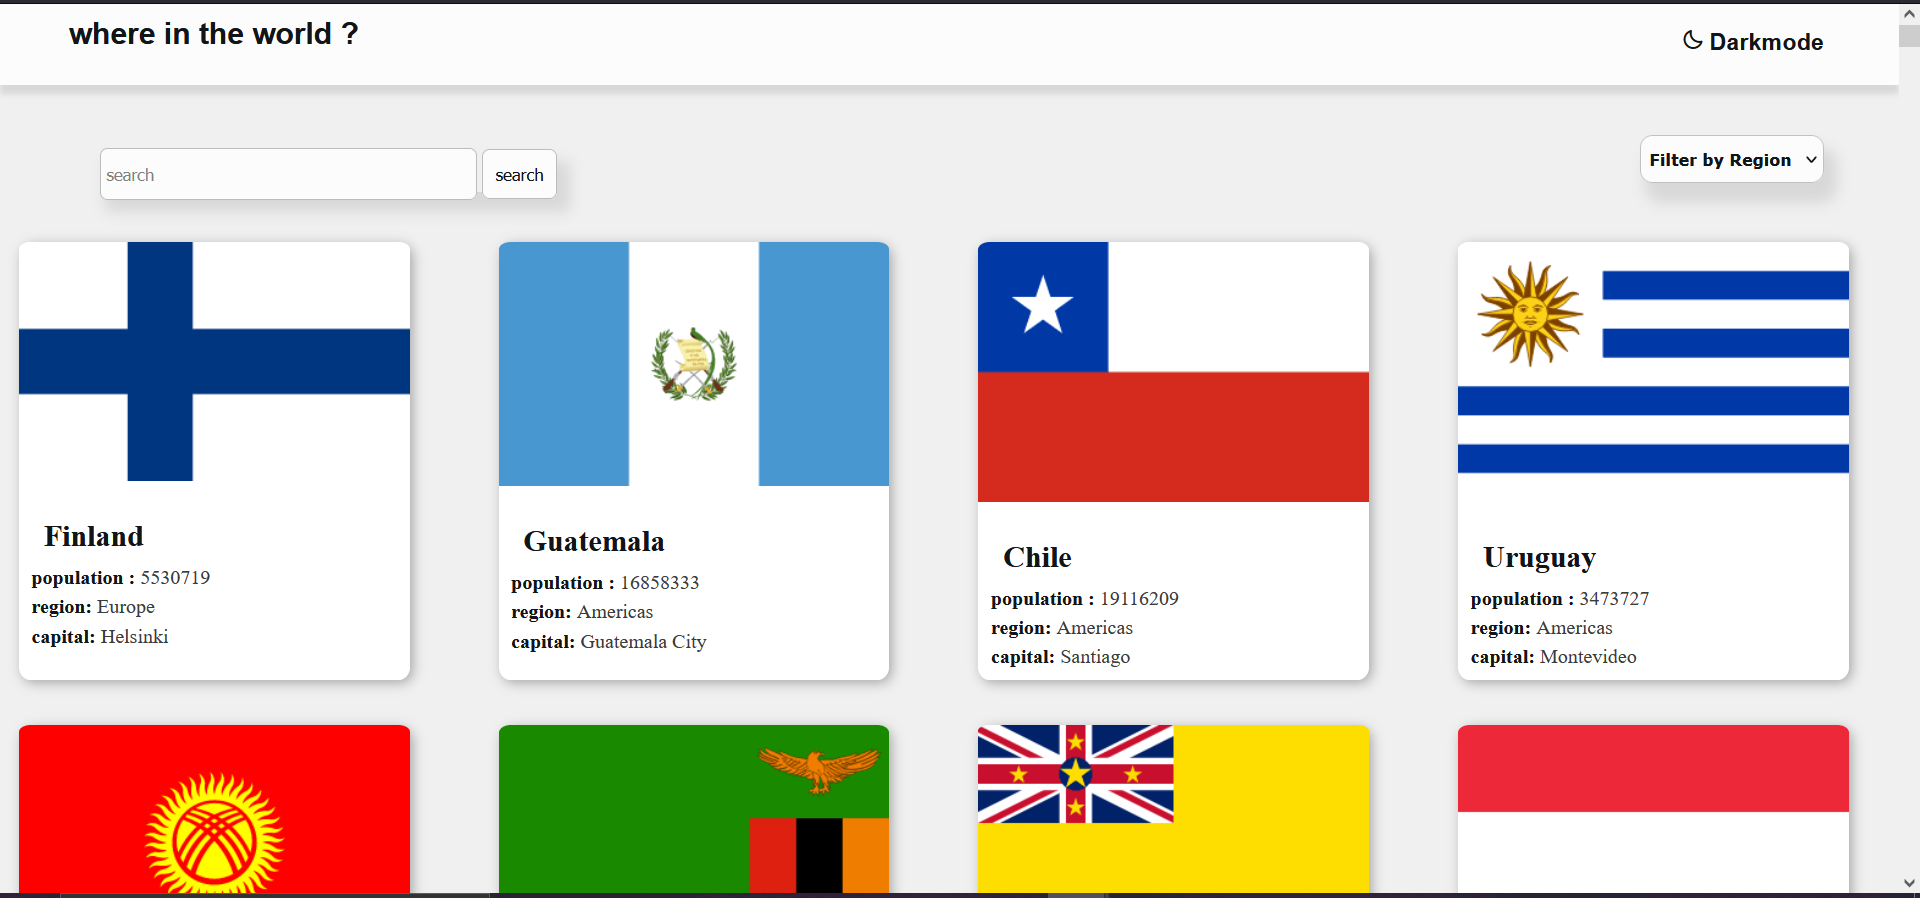 where in the world ?
Darkmode
search
search
Filter by Region
Finland
population : 5530719
region: Europe
capital: Helsinki
Guatemala
population : 16858333
region: Americas
capital: Guatemala City
Chile
population : 19116209
region: Americas
capital: Santiago
Uruguay
population : 3473727
region: Americas
capital: Montevideo